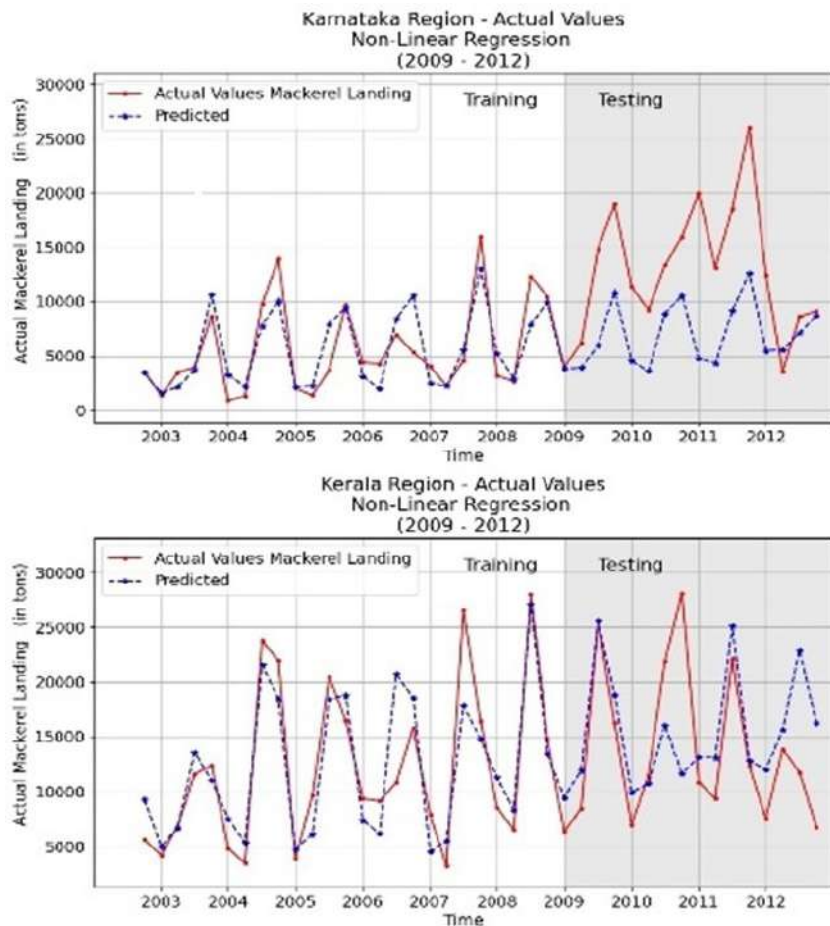 Karnataka Region - Actual Values
Non-Linear Regression
(2009 - 2012)
Actual Mackerel Landing (in tons)
30000
25000
20000
15000
10000
5000
0
Actual Values Mackerel Landing
Predicted
Training
Testing
2003 2004 2005 2006 2007 2008 2009 2010 2011 2012
Time
Kerala Region - Actual Values
Non-Linear Regression
(2009 - 2012)
Actual Mackerel Landing (in tons)
30000
25000
20000
15000
10000
5000
Actual Values Mackerel Landing
Predicted
Training
Testing
2003 2004 2005 2006 2007 2008 2009 2010 2011 2012
Time